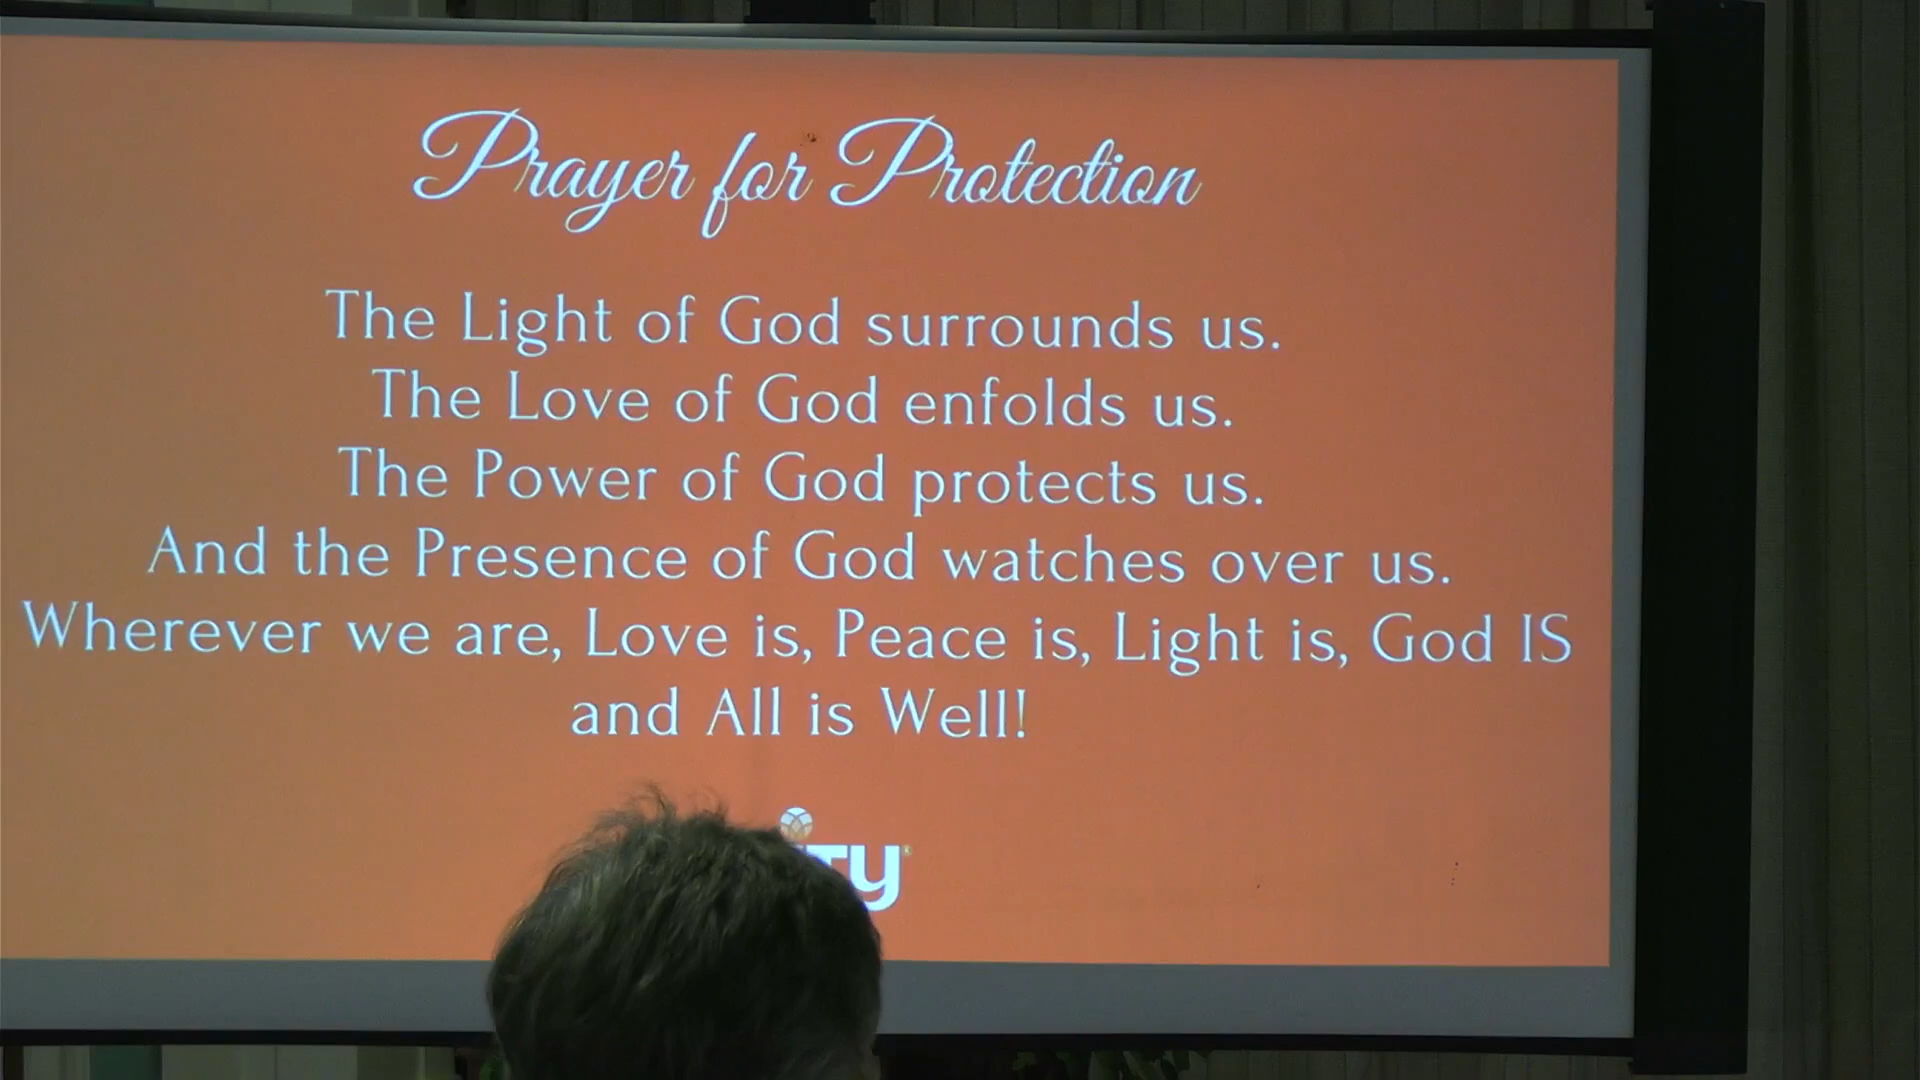 Prayer for Protection
The Light of God surrounds us.
The Love of God enfolds us.
The Power of God protects us.
And the Presence of God watches over us.
Wherever we are, Love is, Peace is, Light is, God IS
and All is Well!